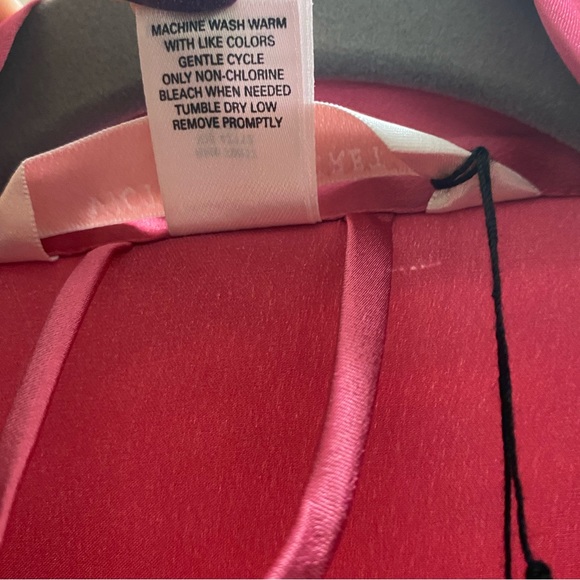 MACHINE WASH WARM
WITH LIKE COLORS
GENTLE CYCLE
ONLY NON-CHLORINE
BLEACH WHEN NEEDED
TUMBLE DRY LOW
REMOVE PROMPTLY